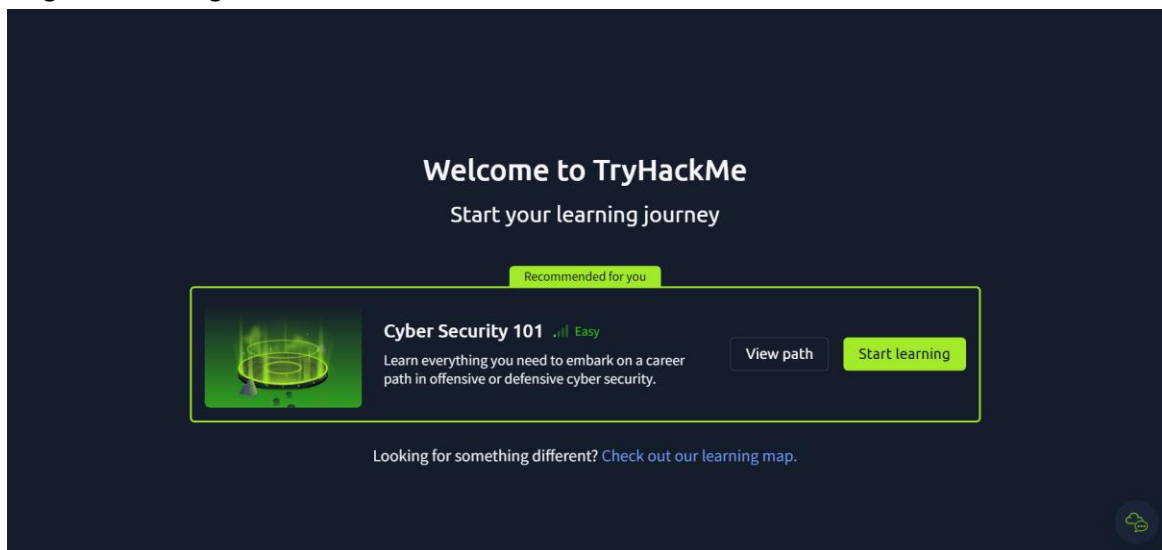 Welcome to TryHackMe
Start your learning journey
Recommended for you
Cyber Security 101 Easy
Learn everything you need to embark on a career
path in offensive or defensive cyber security.
View path
Start learning
Looking for something different? Check out our learning map.